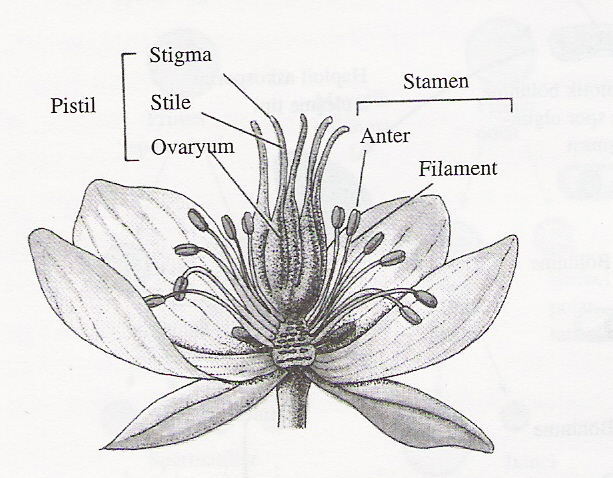 Stigma
Pistil
Stile
Ovaryum
Stamen
Anter
Filament